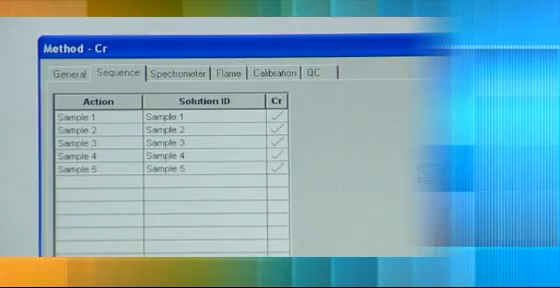 Method - Cr
General Sequence Spectrometer Flame Calibration QC
Action Solution ID Cr
Sample 1 Sample 1
Sample 2 Sample 2
Sample 3 Sample 3
Sample 4 Sample 4
Sample 5 Sample 5